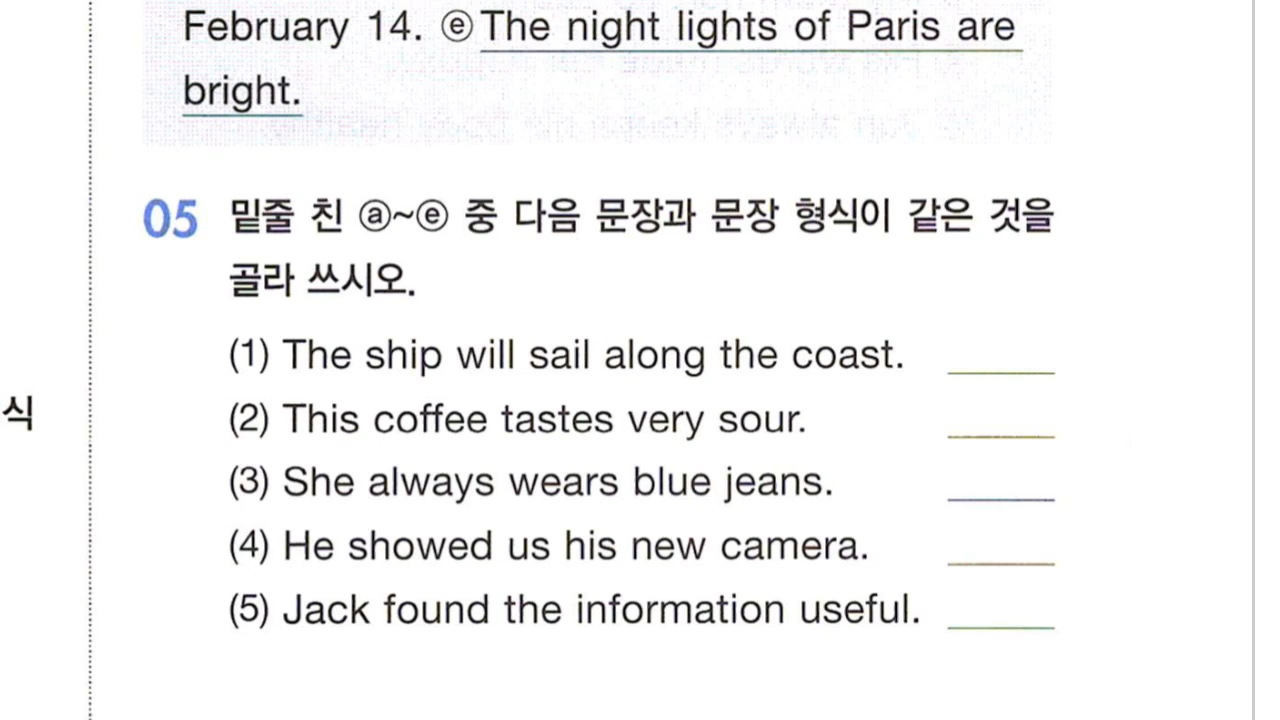 February 14. ⓔ The night lights of Paris are
bright.
05 밑줄 친 ⓐ~ⓔ 중 다음 문장과 문장 형식이 같은 것을
골라 쓰시오.
(1) The ship will sail along the coast.
(2) This coffee tastes very sour.
식
(3) She always wears blue jeans.
(4) He showed us his new camera.
(5) Jack found the information useful.